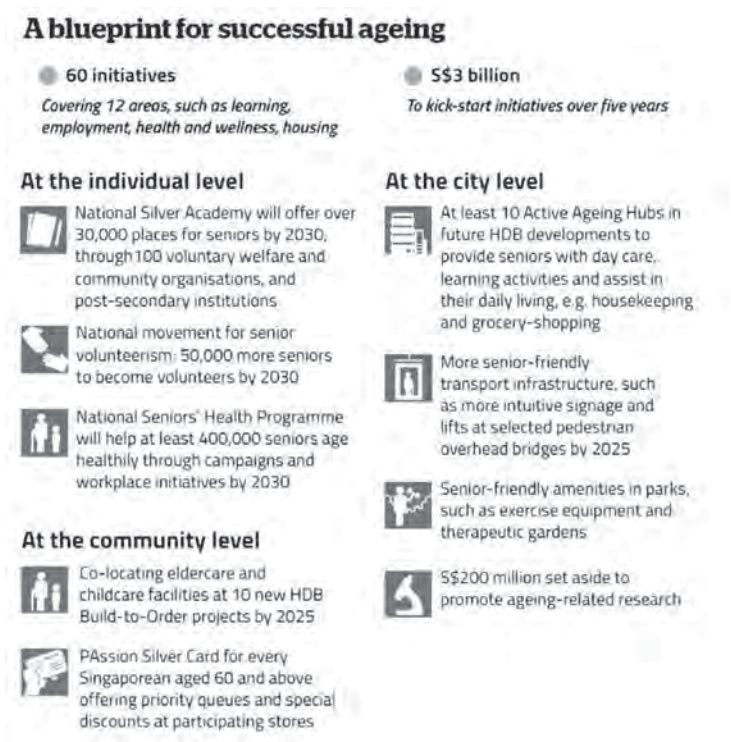 A blueprint for successful ageing
60 initiatives
Covering 12 areas, such as learning,
employment, health and wellness, housing
S$3 billion
To kick-start initiatives over five years
At the individual level
National Silver Academy will offer over
30,000 places for seniors by 2030,
through 100 voluntary welfare and
community organisations, and
post-secondary institutions
National movement for senior
volunteerism: 50,000 more seniors
to become volunteers by 2030
National Seniors' Health Programme
will help at least 400,000 seniors age
healthily through campaigns and
workplace initiatives by 2030
At the community level
Co-locating eldercare and
childcare facilities at 10 new HDB
Build-to-Order projects by 2025
PAssion Silver Card for every
Singaporean aged 60 and above
offering priority queues and special
discounts at participating stores
At the city level
At least 10 Active Ageing Hubs in
future HDB developments to
provide seniors with day care,
learning activities and assist in
their daily living, e.g. housekeeping
and grocery-shopping
More senior-friendly
transport infrastructure, such
as more intuitive signage and
lifts at selected pedestrian
overhead bridges by 2025
Senior-friendly amenities in parks,
such as exercise equipment and
therapeutic gardens
S$200 million set aside to
promote ageing-related research